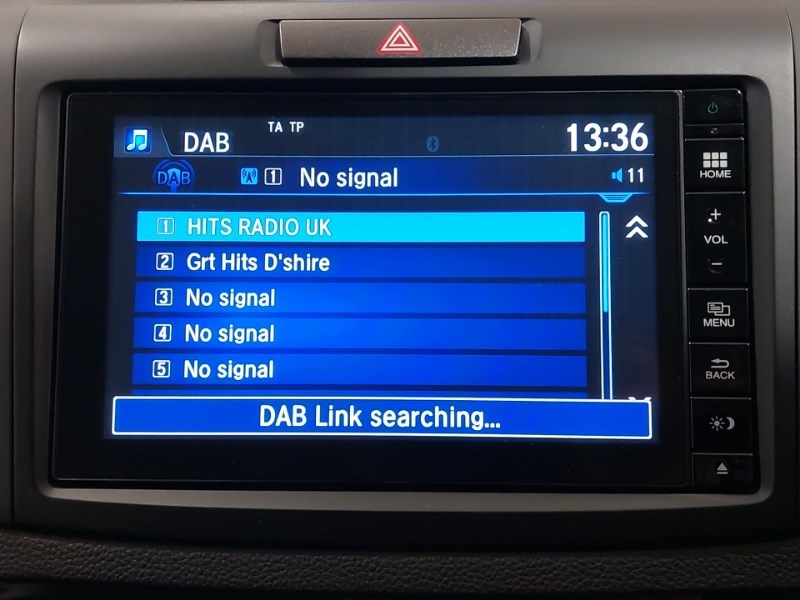 TA TP
DAB
13:36
DAB
1 No signal
11
1 HITS RADIO UK
2 Grt Hits D'shire
3 No signal
4 No signal
5 No signal
DAB Link searching...
HOME
+
VOL
−
MENU
BACK